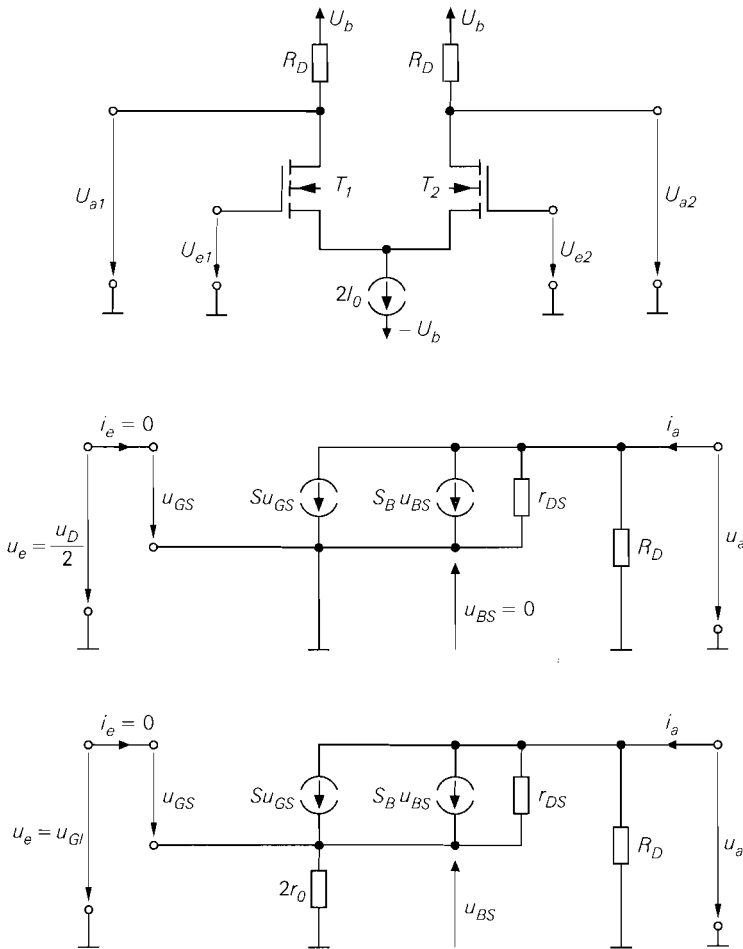 U_b U_b
R_D R_D
U_a1 T_1 T_2 U_a2
U_e1 U_e2
2I_0
– U_b
i_e = 0 i_a
u_GS Su_GS S_B u_BS r_DS
u_e = u_D/2 R_D u_a
u_BS = 0
i_e = 0 i_a
u_GS Su_GS S_B u_BS r_DS
u_e = u_Gl R_D u_a
2r_0 u_BS